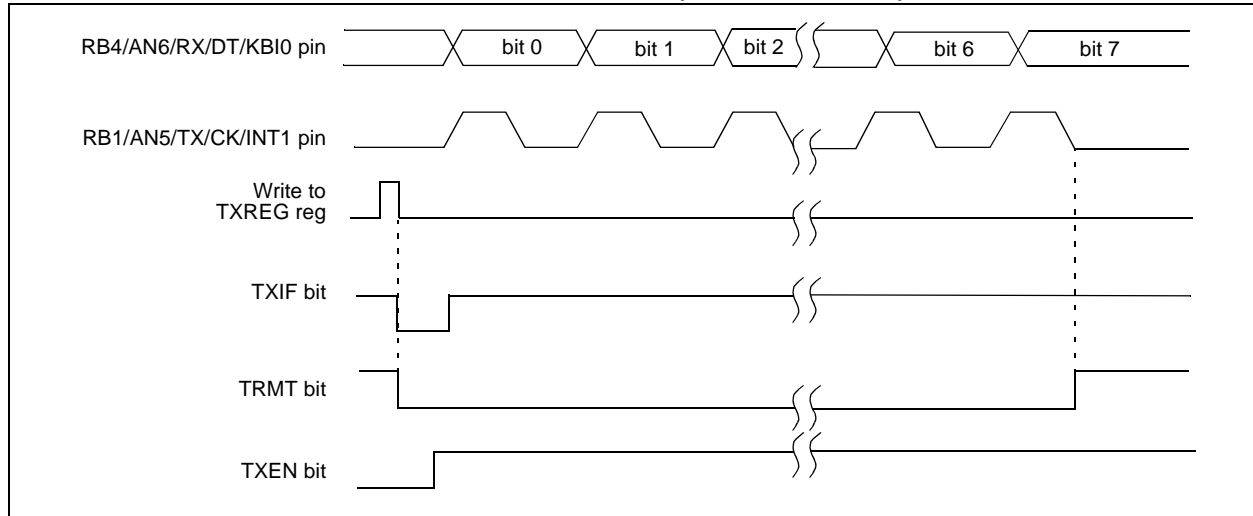 RB4/AN6/RX/DT/KBI0 pin
bit 0
bit 1
bit 2
bit 6
bit 7
RB1/AN5/TX/CK/INT1 pin
Write to
TXREG reg
TXIF bit
TRMT bit
TXEN bit